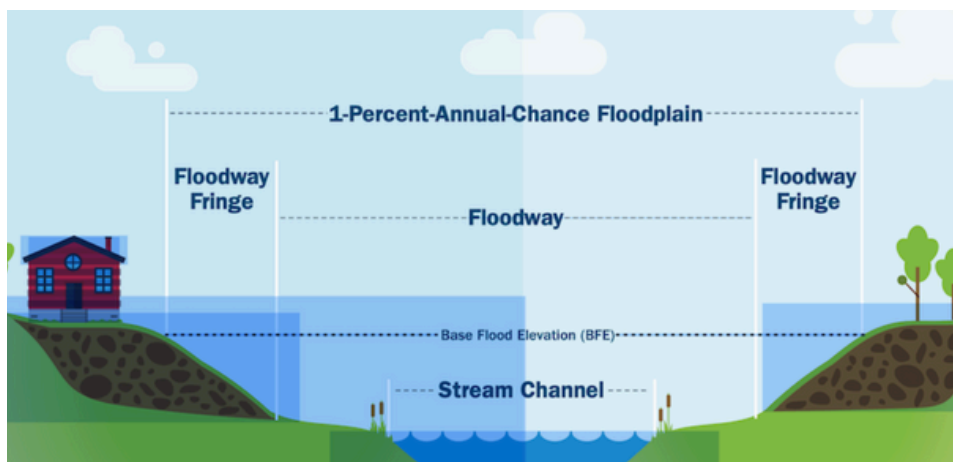 1-Percent-Annual-Chance Floodplain
Floodway
Fringe
Floodway
Floodway
Fringe
Base Flood Elevation (BFE)
Stream Channel